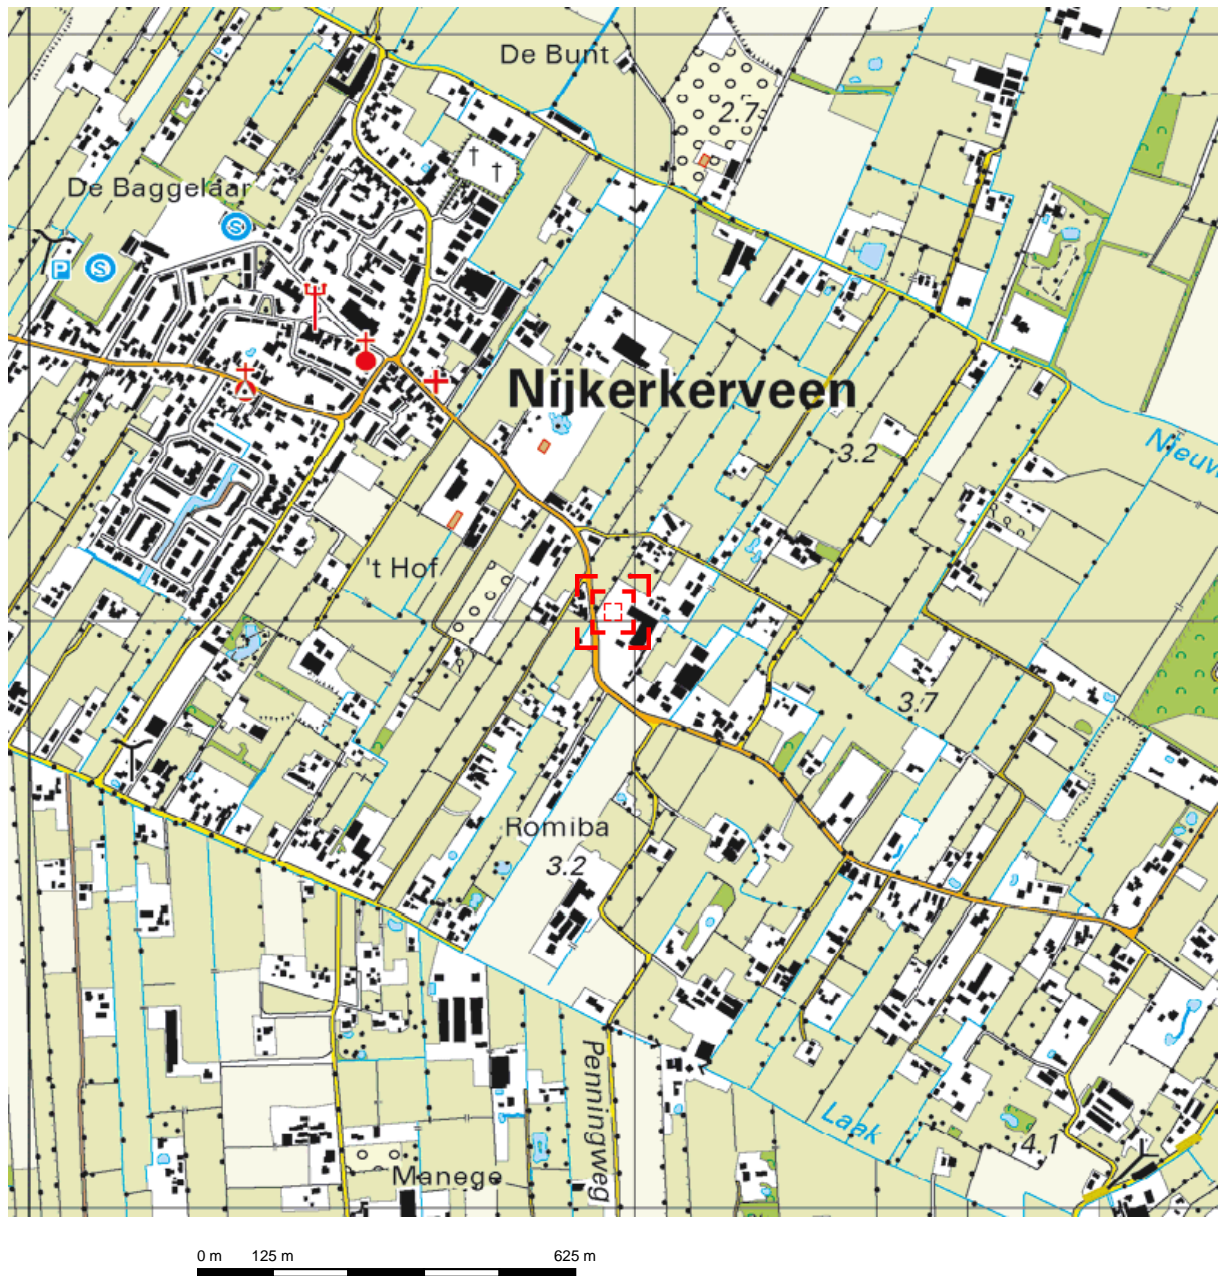 De Bunt
2.7
De Baggelaar
S
P
S
Nijkerkerveen
3.2
't Hof
3.7
Romiba
3.2
Penningweg
Laak
4.1
Manege
0 m
125 m
625 m